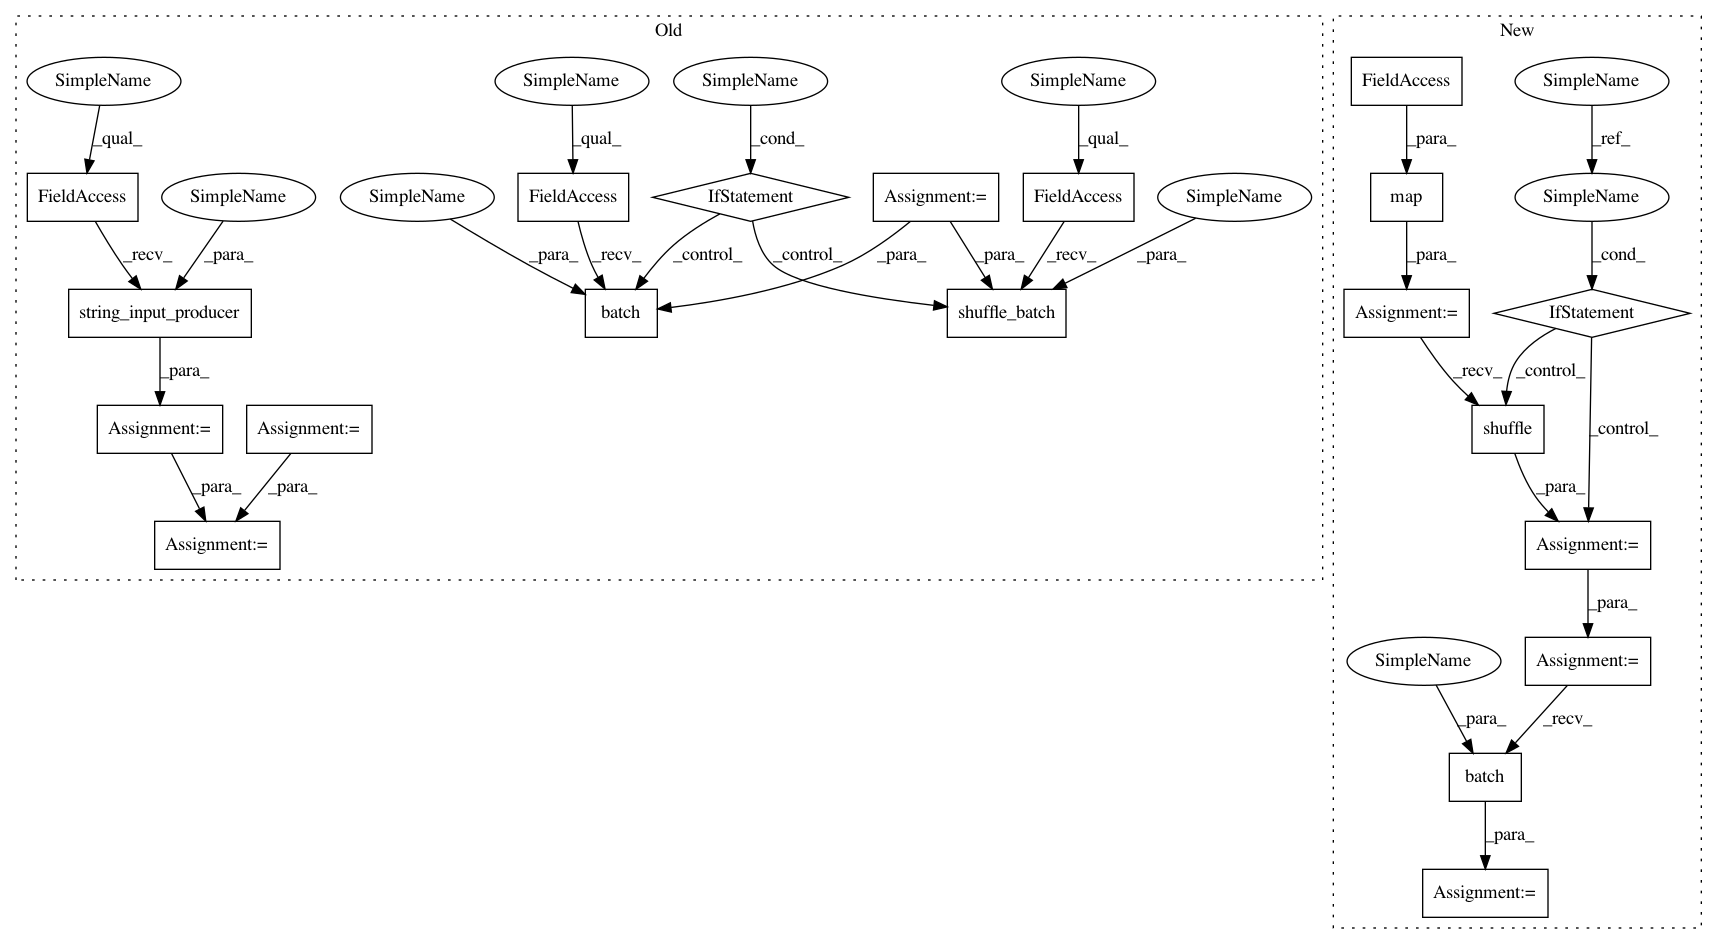 Old
New
SimpleName
SimpleName
SimpleName
SimpleName
FieldAccess
SimpleName
_qual_
_qual_
_cond_
_qual_
_para_
_ref_
FieldAccess
SimpleName
SimpleName
FieldAccess
IfStatement
Assignment:=
FieldAccess
SimpleName
map
SimpleName
_recv_
_para_
_para_
_recv_
_control_
_control_
_para_
_para_
_recv_
_para_
_para_
_cond_
string_input_producer
batch
shuffle_batch
Assignment:=
IfStatement
_para_
_recv_
_control_
Assignment:=
Assignment:=
shuffle
_control_
_para_
_para_
_para_
Assignment:=
Assignment:=
_para_
SimpleName
Assignment:=
_para_
_recv_
batch
_para_
Assignment:=